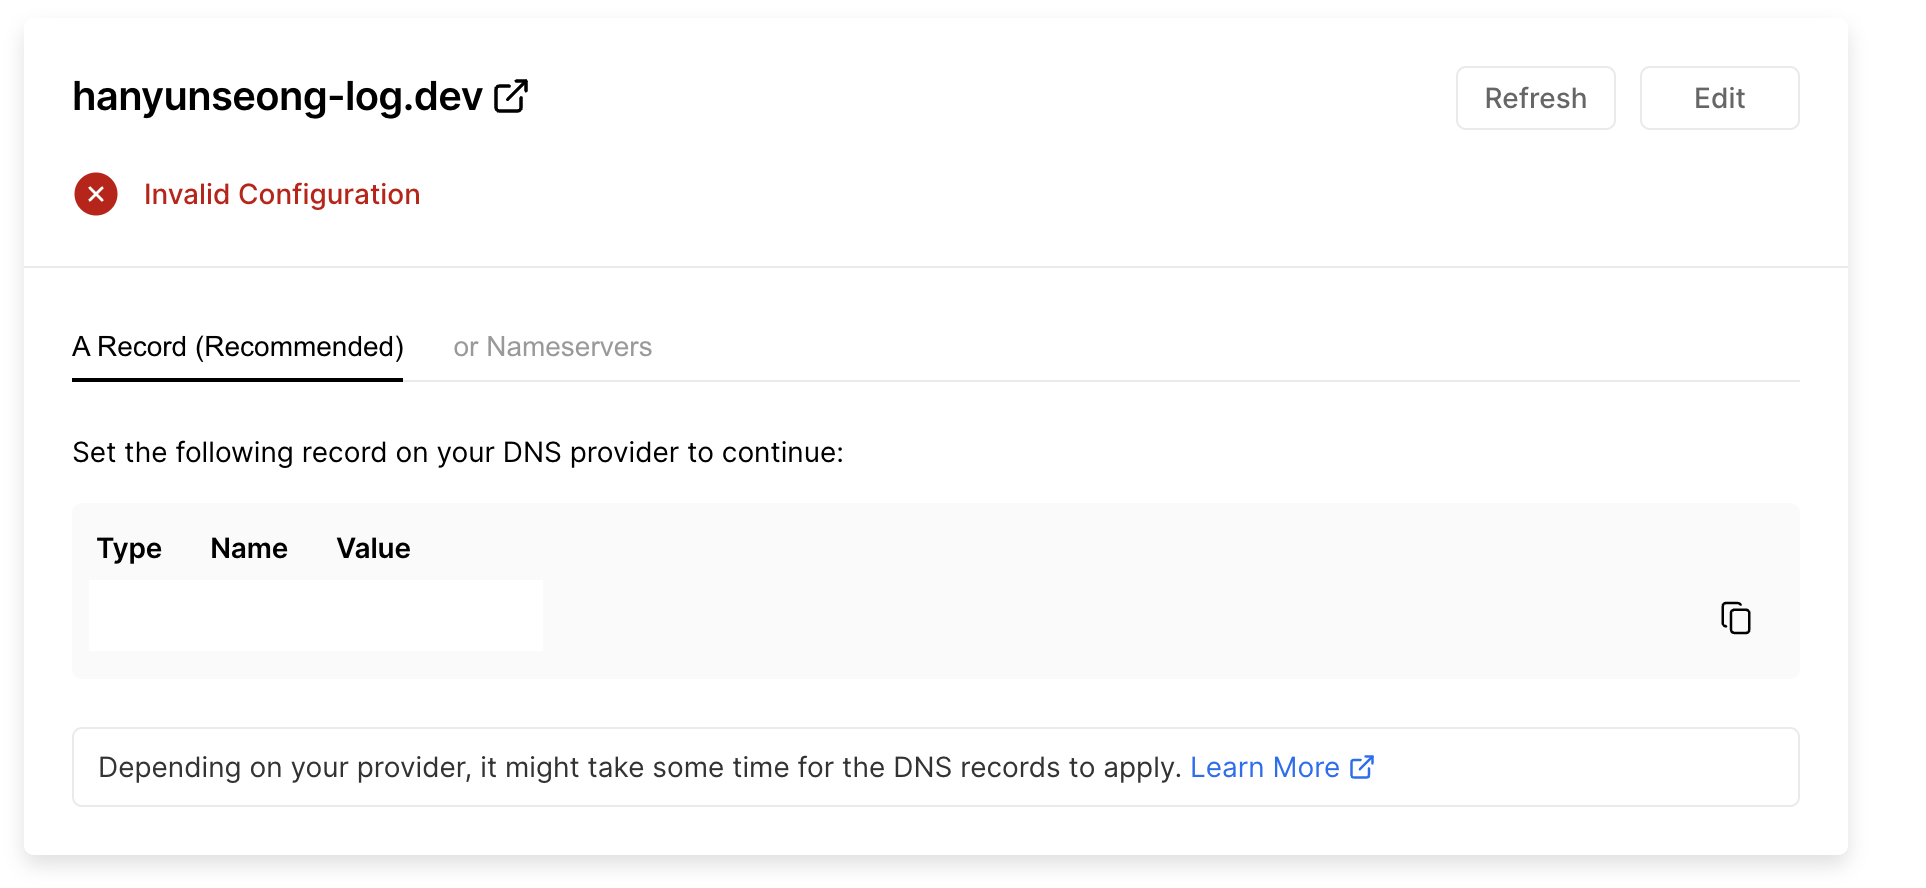 hanyunseong-log.dev
Refresh
Edit
Invalid Configuration
A Record (Recommended)
or Nameservers
Set the following record on your DNS provider to continue:
Type Name Value
Depending on your provider, it might take some time for the DNS records to apply. Learn More